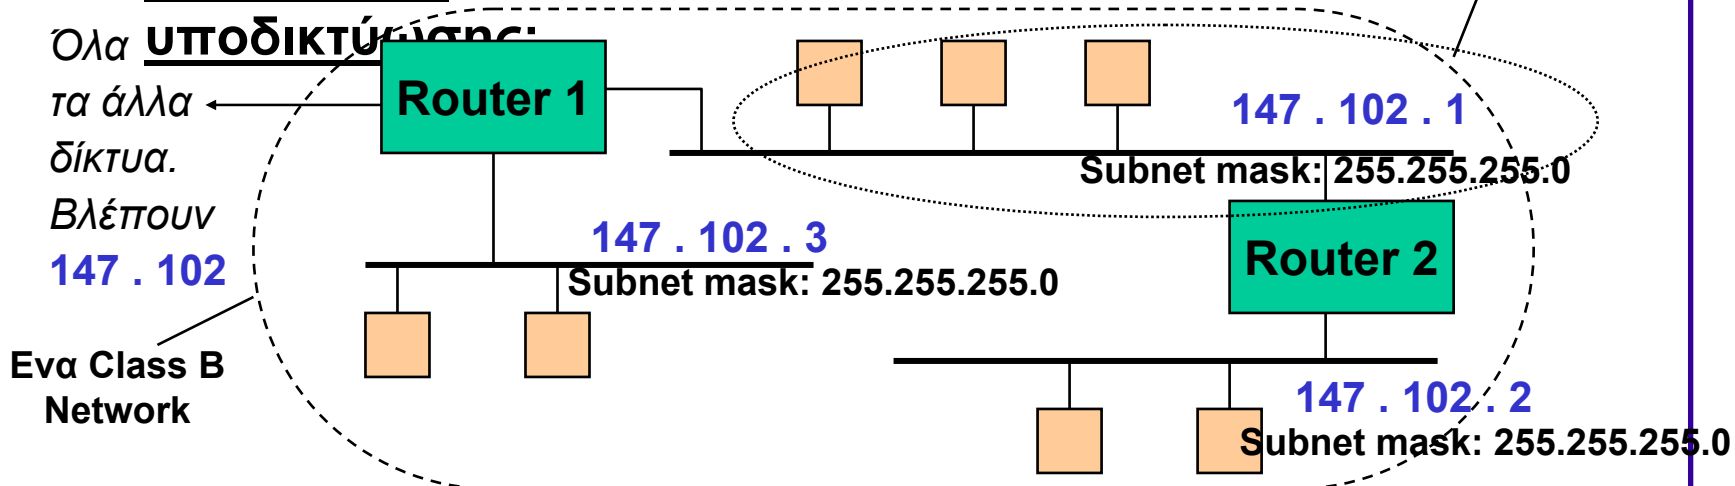 υποδικτύωσης:
Όλα
τα άλλα
δίκτυα.
Βλέπουν
147 . 102
Router 1
147 . 102 . 1
Subnet mask: 255.255.255.0
147 . 102 . 3
Subnet mask: 255.255.255.0
Router 2
Ενα Class B
Network
147 . 102 . 2
Subnet mask: 255.255.255.0